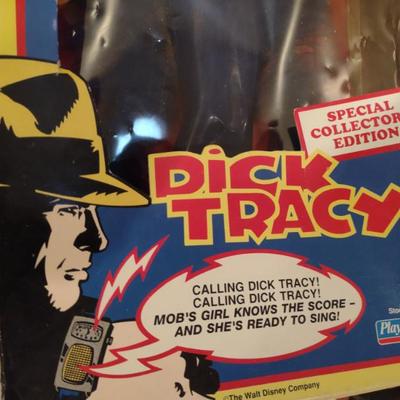 SPECIAL
COLLECTOR
EDITION
DICK
TRACY
CALLING DICK TRACY!
CALLING DICK TRACY!
MOB'S GIRL KNOWS THE SCORE –
AND SHE'S READY TO SING!
Play
©The Walt Disney Company